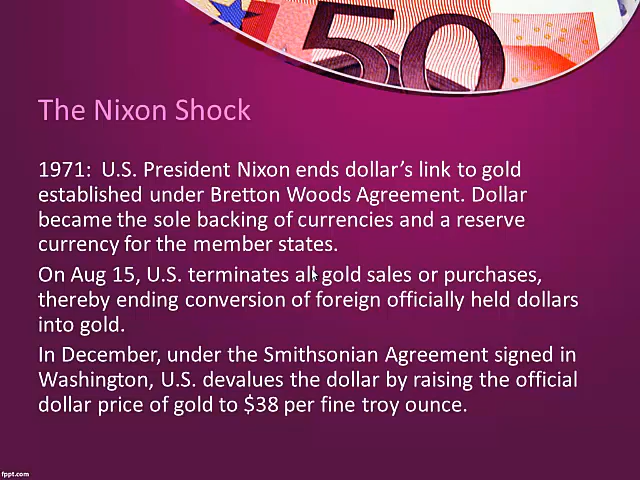 50
The Nixon Shock
1971:  U.S. President Nixon ends dollar’s link to gold
established under Bretton Woods Agreement. Dollar
became the sole backing of currencies and a reserve
currency for the member states.
On Aug 15, U.S. terminates all gold sales or purchases,
thereby ending conversion of foreign officially held dollars
into gold.
In December, under the Smithsonian Agreement signed in
Washington, U.S. devalues the dollar by raising the official
dollar price of gold to $38 per fine troy ounce.
fppt.com